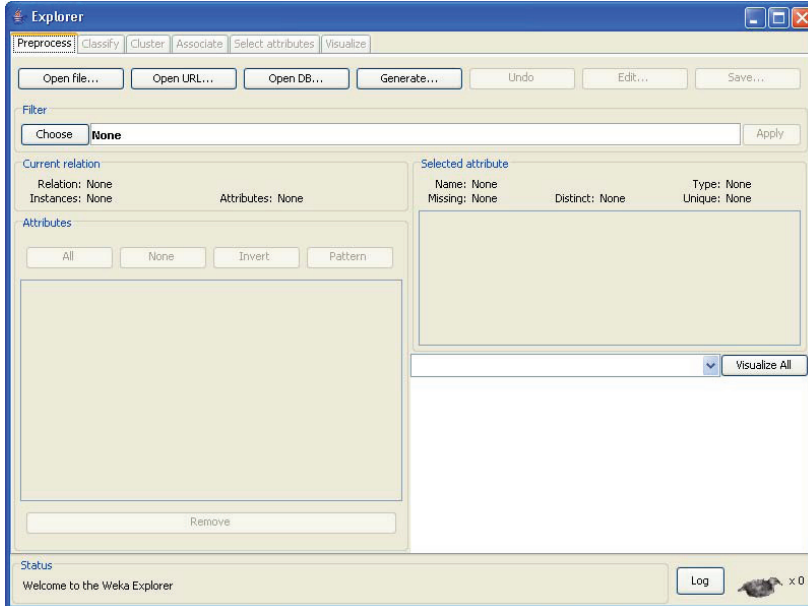 Explorer
Preprocess Classify Cluster Associate Select attributes Visualize
Open file... Open URL... Open DB... Generate... Undo Edit... Save...
Filter
Choose None Apply
Current relation
Relation: None
Instances: None Attributes: None
Selected attribute
Name: None Type: None
Missing: None Distinct: None Unique: None
Attributes
All None Invert Pattern
Visualize All
Remove
Status
Welcome to the Weka Explorer
Log x 0